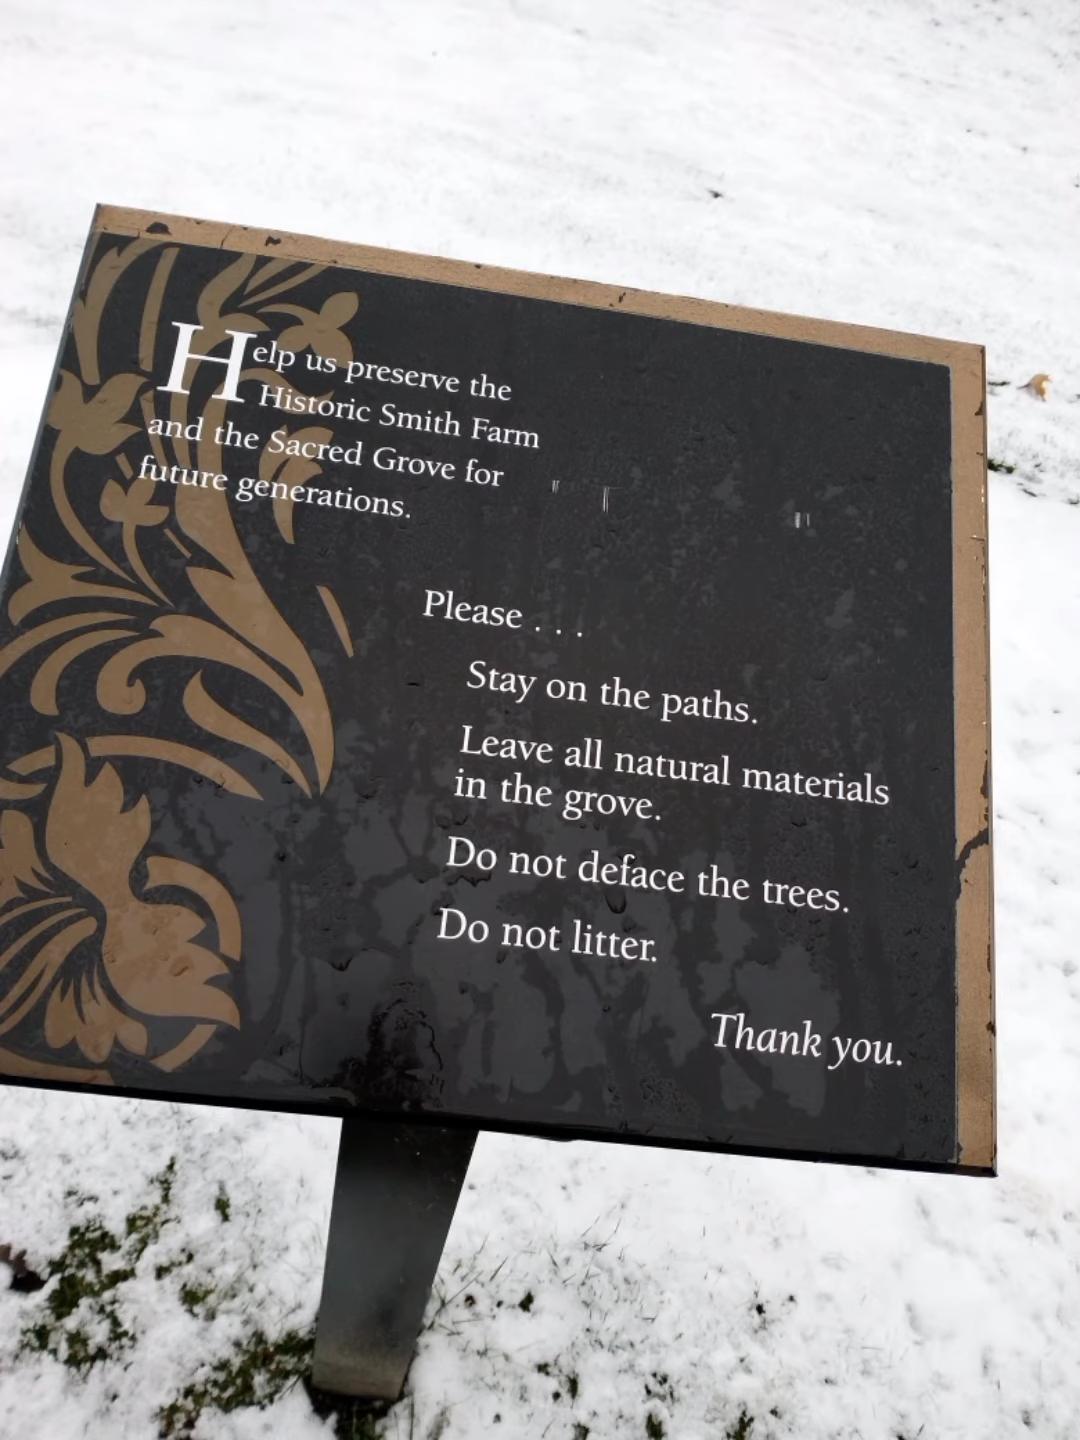 Help us preserve the
Historic Smith Farm
and the Sacred Grove for
future generations.
Please . . .
Stay on the paths.
Leave all natural materials
in the grove.
Do not deface the trees.
Do not litter.
Thank you.